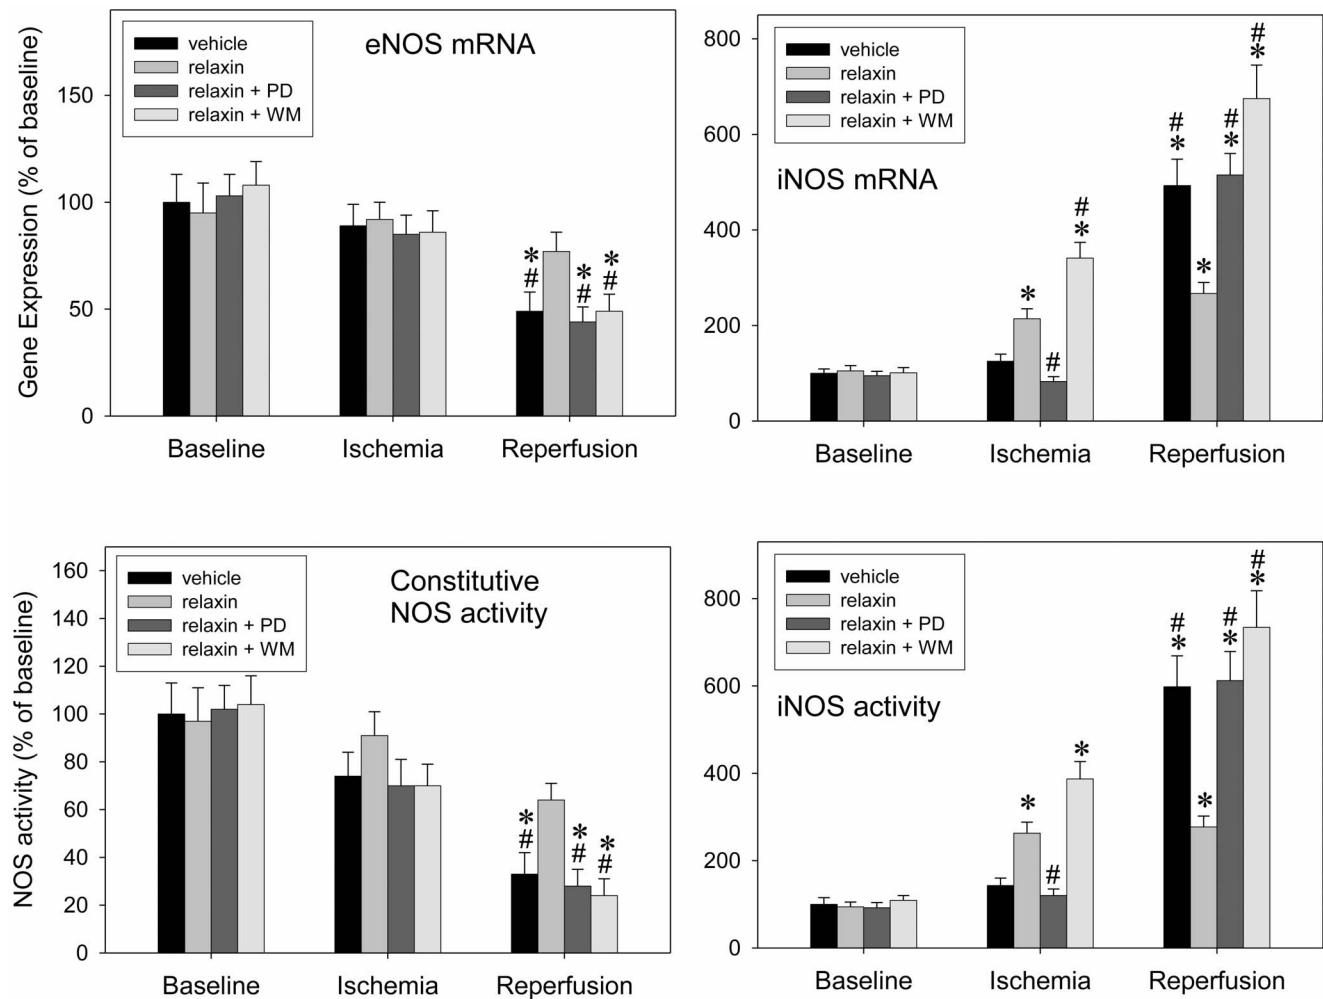 eNOS mRNA
vehicle
relaxin
relaxin + PD
relaxin + WM
Gene Expression (% of baseline)
150
100
50
0
* * *
# # #
Baseline Ischemia Reperfusion
iNOS mRNA
vehicle
relaxin
relaxin + PD
relaxin + WM
800
600
400
200
0
# * # # * # * * # * # *
Baseline Ischemia Reperfusion
Constitutive
NOS activity
vehicle
relaxin
relaxin + PD
relaxin + WM
NOS activity (% of baseline)
160
140
120
100
80
60
40
20
0
* * *
# # #
Baseline Ischemia Reperfusion
iNOS activity
vehicle
relaxin
relaxin + PD
relaxin + WM
800
600
400
200
0
* # * # * * # * # *
Baseline Ischemia Reperfusion